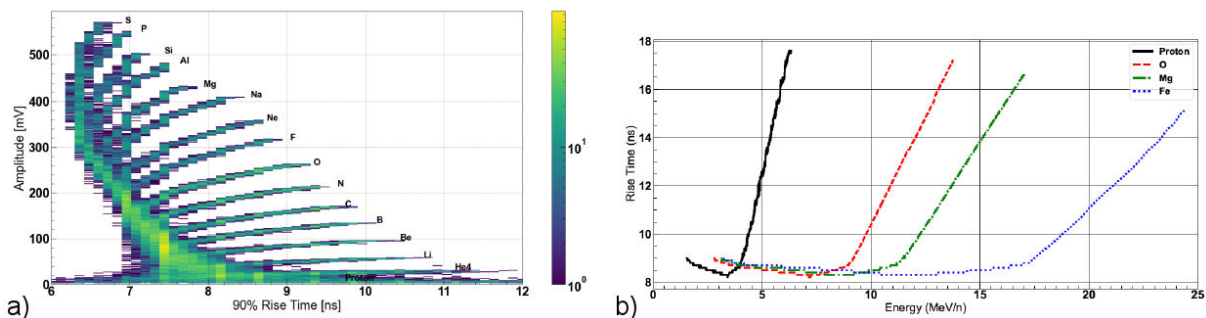 S
P
Si
Al
Mg
Na
Ne
F
O
N
C
B
Be
Li
He4
Proton
500
400
300
200
100
0
Amplitude [mV]
6 7 8 9 10 11 12
90% Rise Time [ns]
10^1
10^0
a)
18
16
14
12
10
8
Rise Time (ns)
0 5 10 15 20 25
Energy (MeV/n)
Proton
O
Mg
Fe
b)